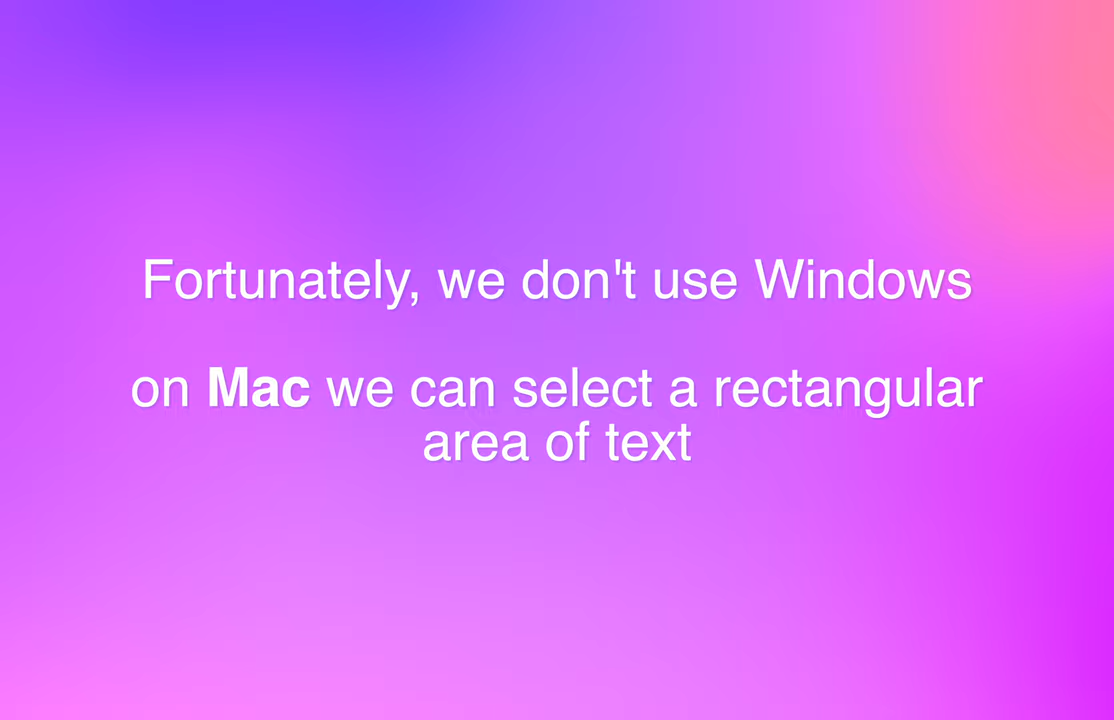 Fortunately, we don't use Windows
on Mac we can select a rectangular
area of text